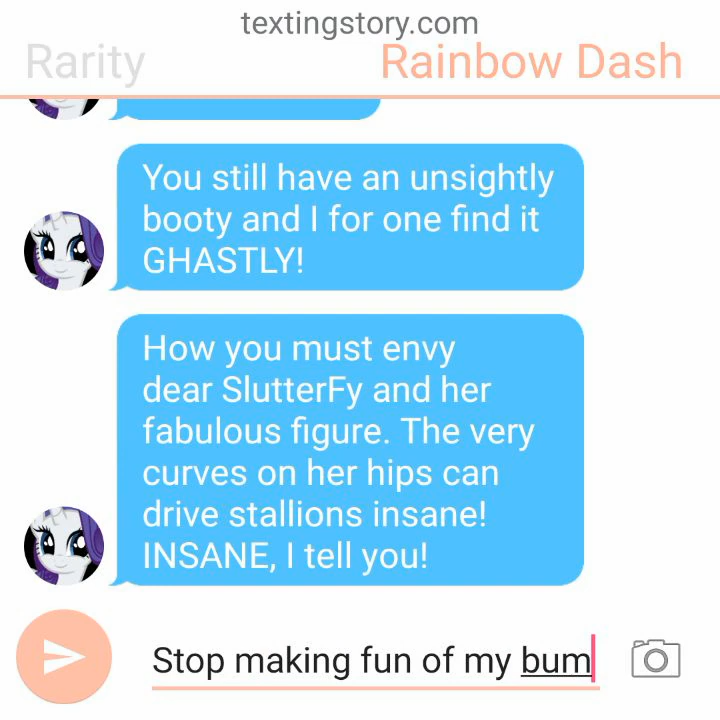 textingstory.com
Rarity
Rainbow Dash
You still have an unsightly
booty and I for one find it
GHASTLY!
How you must envy
dear SlutterFy and her
fabulous figure. The very
curves on her hips can
drive stallions insane!
INSANE, I tell you!
Stop making fun of my bum